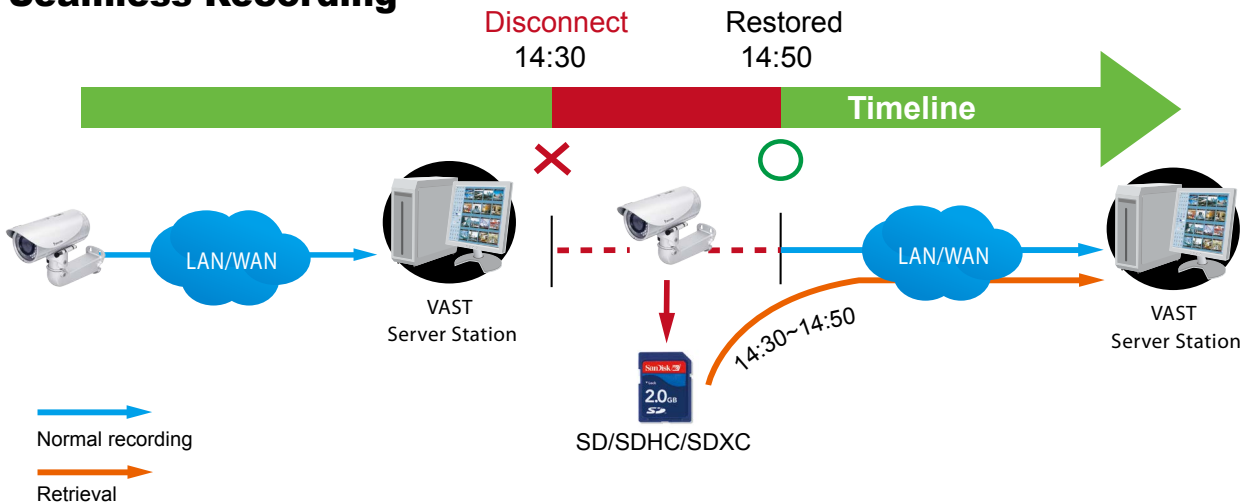 Seamless Recording
Disconnect
14:30
Restored
14:50
Timeline
LAN/WAN
VAST
Server Station
LAN/WAN
VAST
Server Station
14:30~14:50
SanDisk
2.0GB
SD
SD/SDHC/SDXC
Normal recording
Retrieval